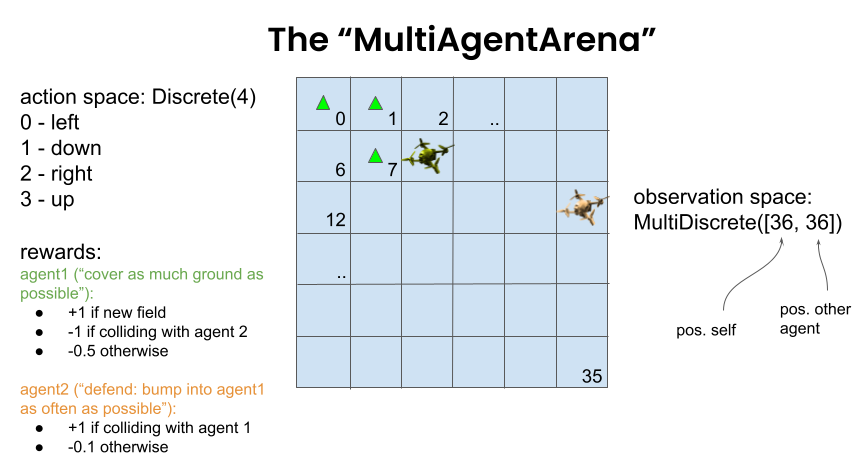 The “MultiAgentArena”
action space: Discrete(4)
0 - left
1 - down
2 - right
3 - up
rewards:
agent1 (“cover as much ground as
possible”):
● +1 if new field
● -1 if colliding with agent 2
● -0.5 otherwise
agent2 (“defend: bump into agent1
as often as possible”):
● +1 if colliding with agent 1
● -0.1 otherwise
0 1 2 ..
6 7
12
..
35
observation space:
MultiDiscrete([36, 36])
pos. self
pos. other
agent